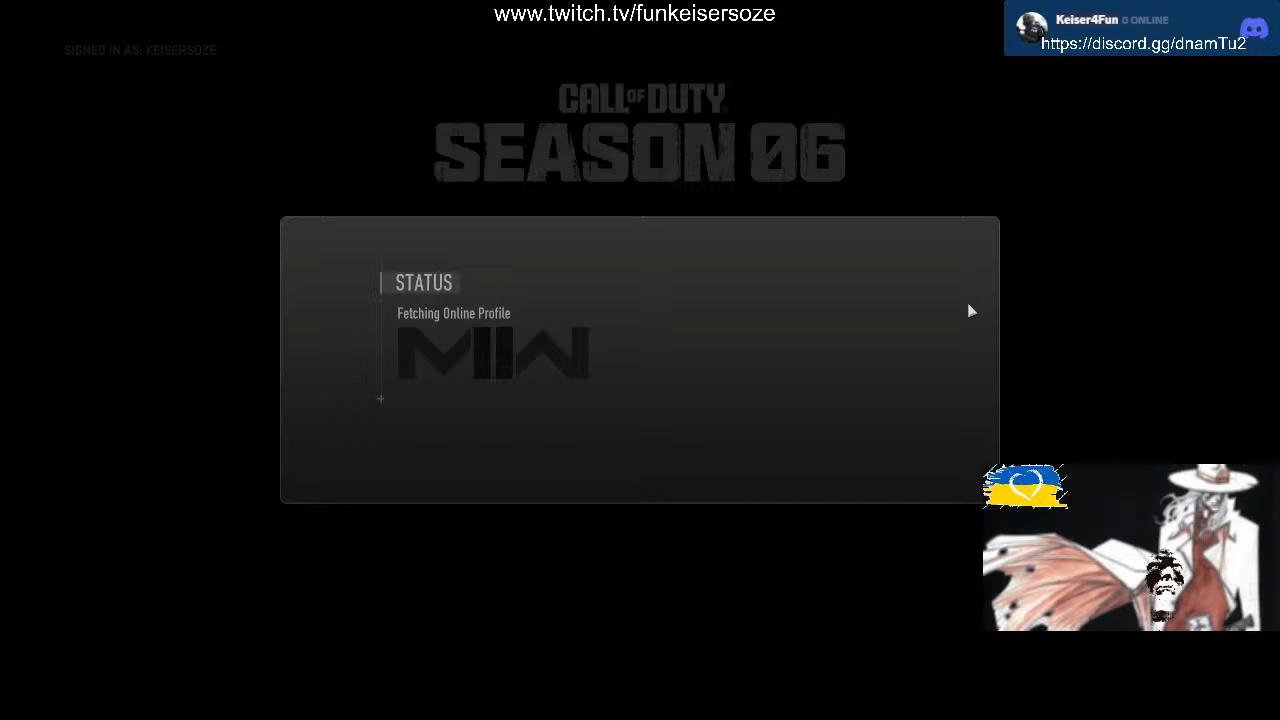 www.twitch.tv/funkeisersoze
Keiser4Fun 0 ONLINE
https://discord.gg/dnamTu2
SIGNED IN AS: KEISERSOZE
CALL OF DUTY
SEASON 06
STATUS
Fetching Online Profile
MIIW